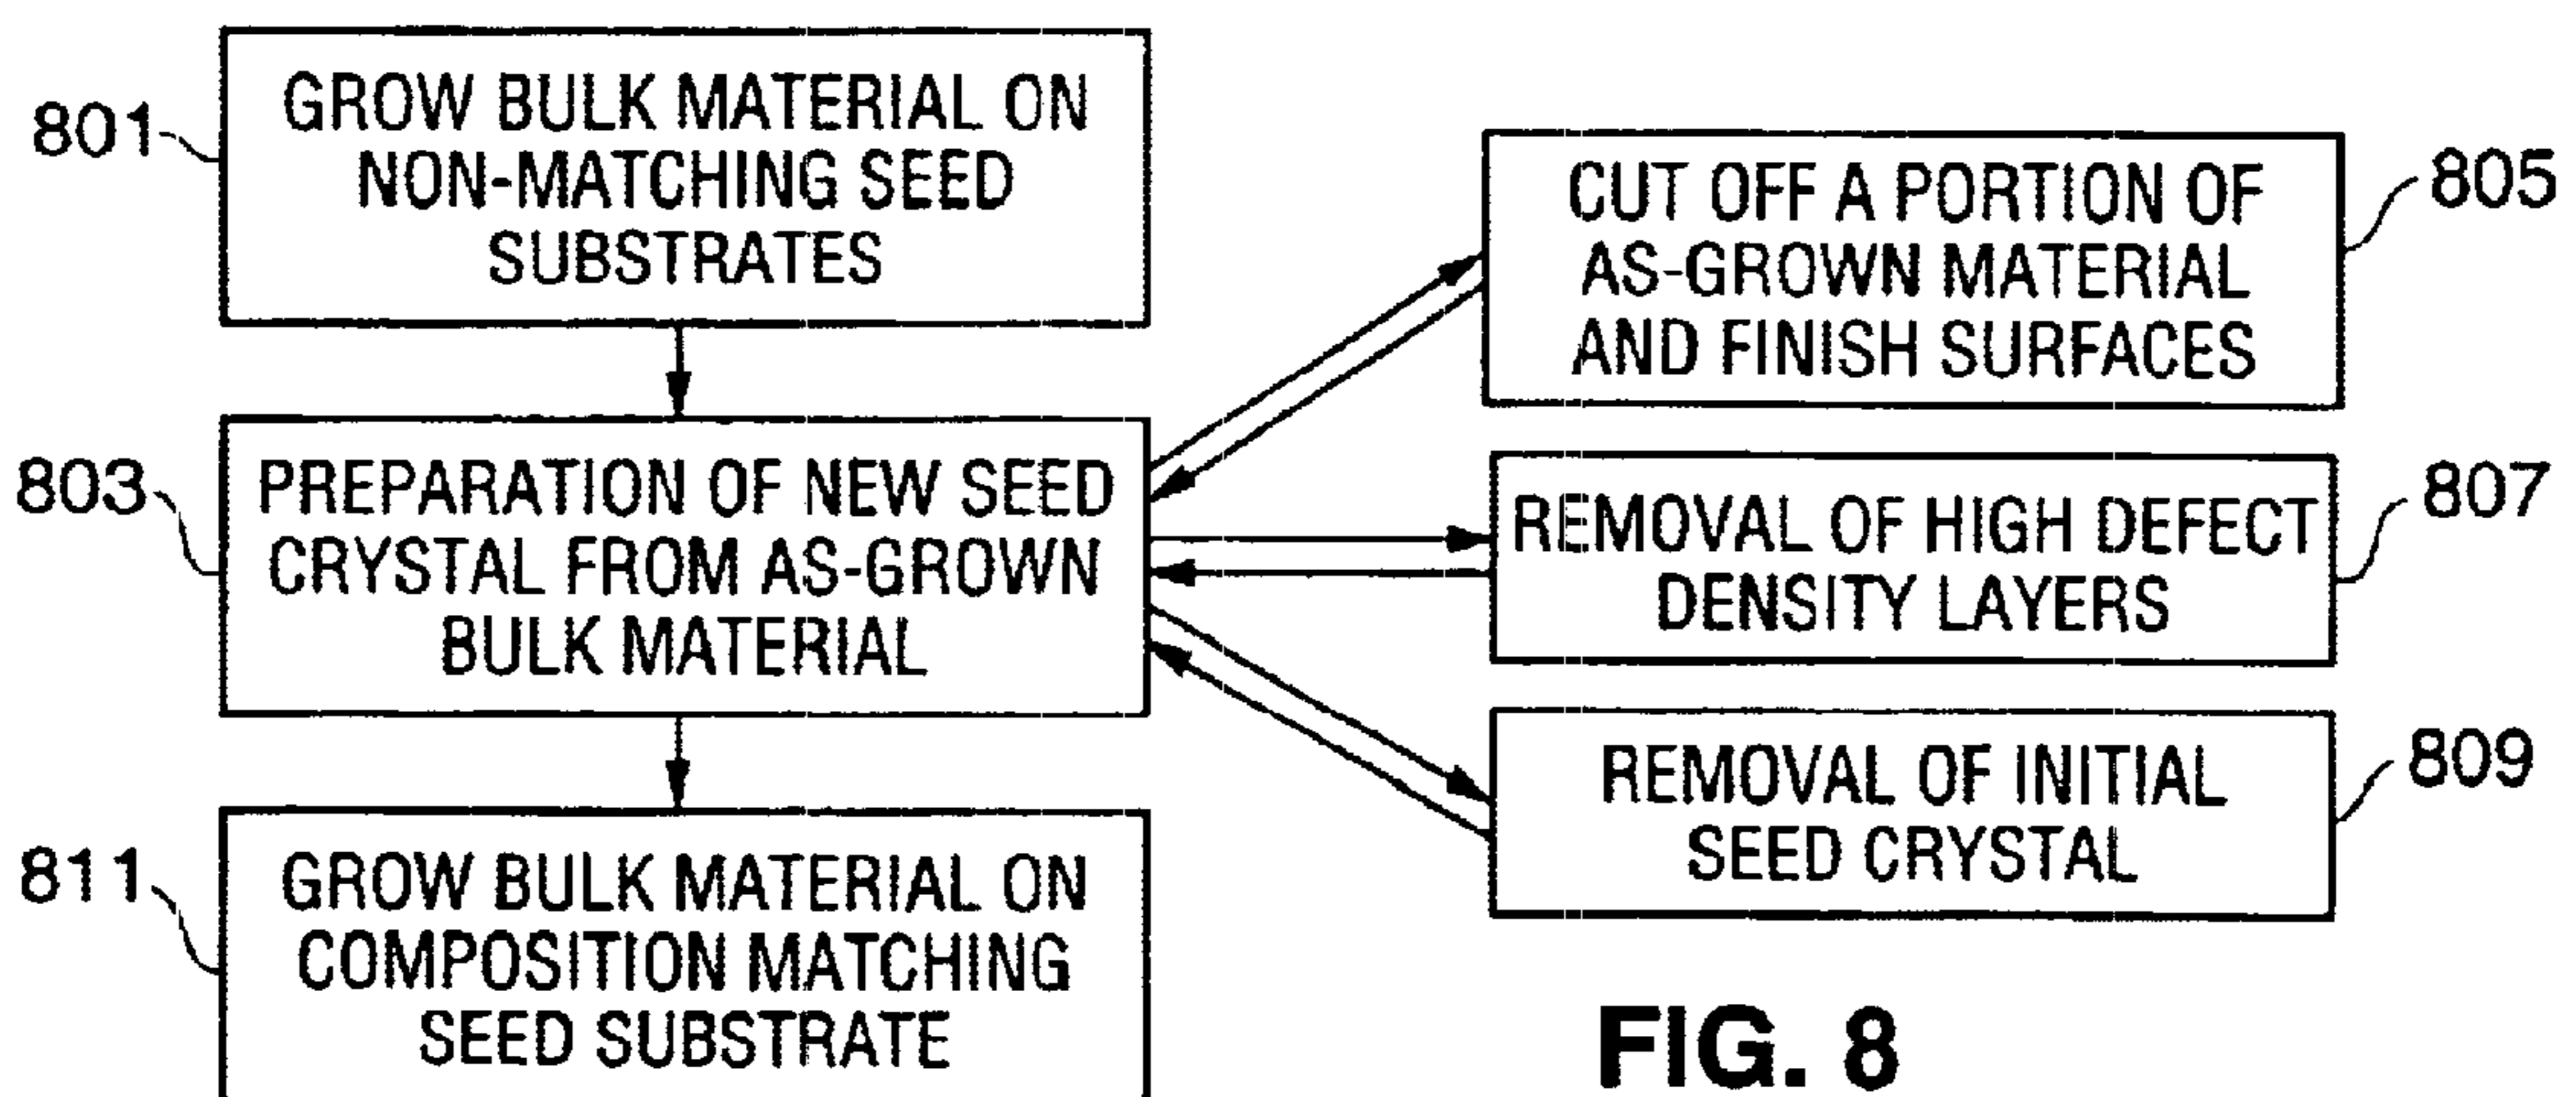 801
GROW BULK MATERIAL ON
NON-MATCHING SEED
SUBSTRATES
803
PREPARATION OF NEW SEED
CRYSTAL FROM AS-GROWN
BULK MATERIAL
805
CUT OFF A PORTION OF
AS-GROWN MATERIAL
AND FINISH SURFACES
807
REMOVAL OF HIGH DEFECT
DENSITY LAYERS
809
REMOVAL OF INITIAL
SEED CRYSTAL
811
GROW BULK MATERIAL ON
COMPOSITION MATCHING
SEED SUBSTRATE
FIG. 8